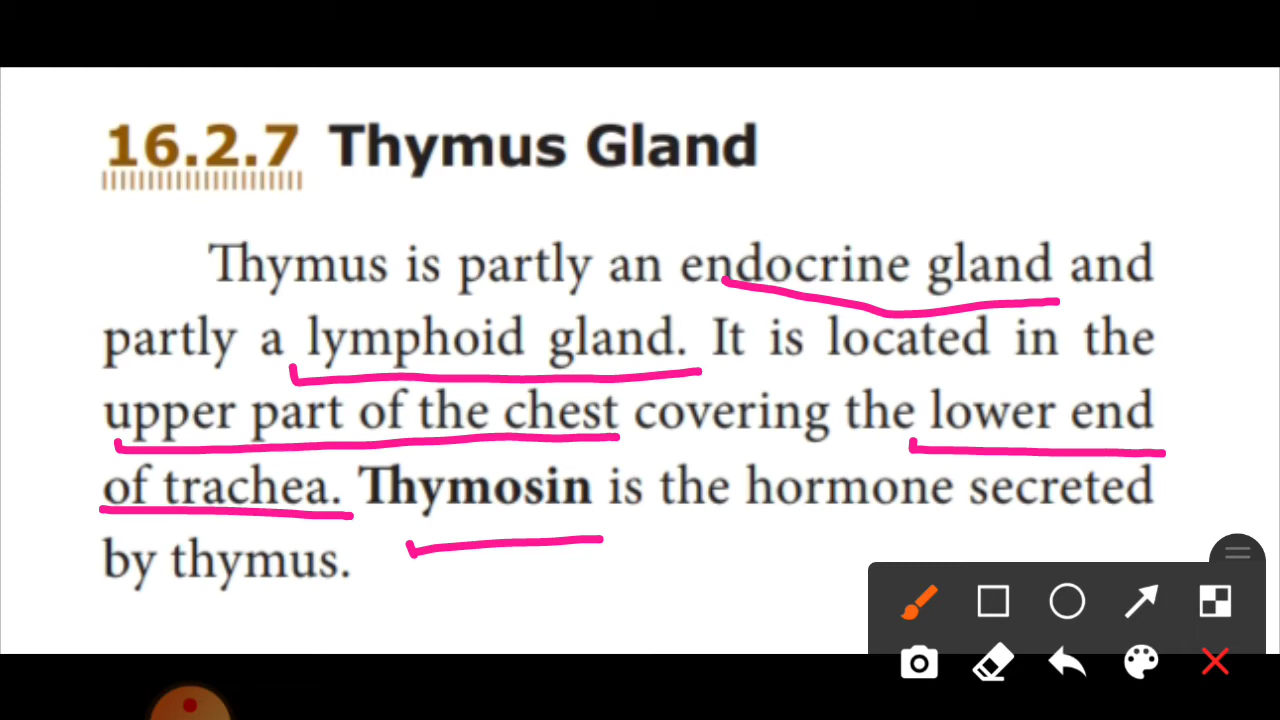 16.2.7 Thymus Gland
Thymus is partly an endocrine gland and
partly a lymphoid gland. It is located in the
upper part of the chest covering the lower end
of trachea. Thymosin is the hormone secreted
by thymus.